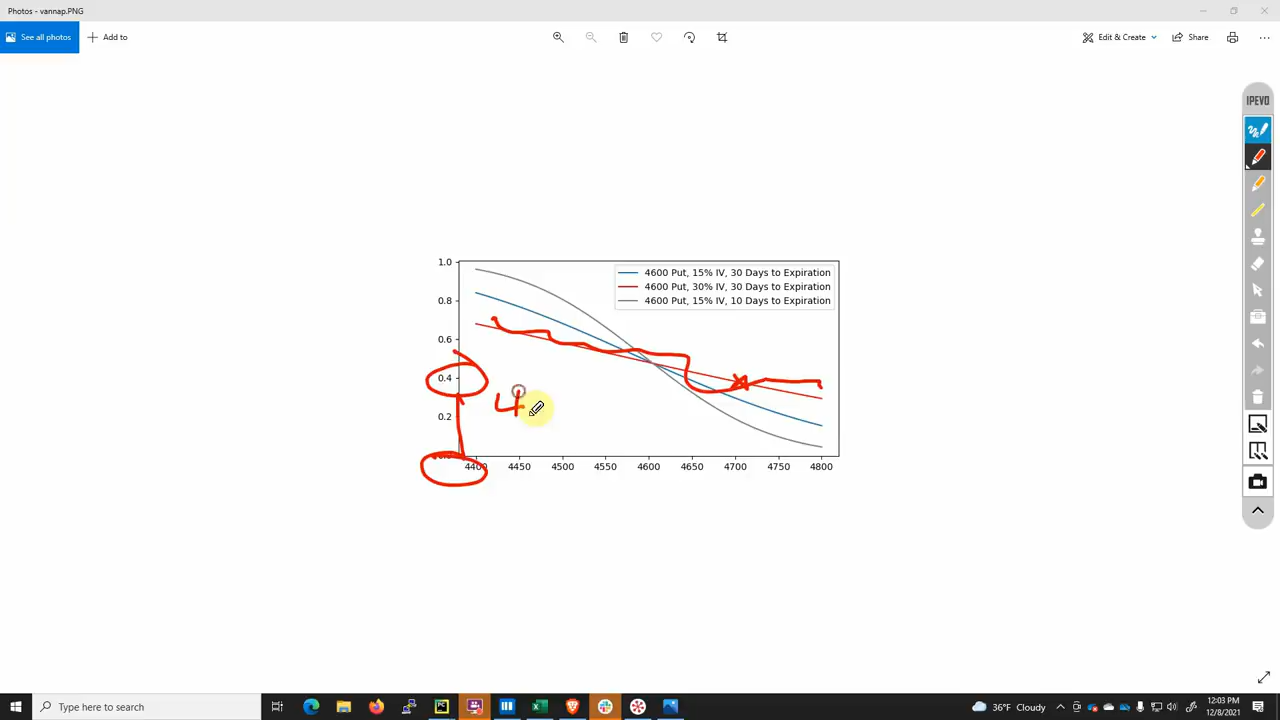 Photos - vannap.PNG
See all photos
Add to
Edit & Create
Share
IPEVO
1.0
0.8
0.6
0.4
0.2
4400 4450 4500 4550 4600 4650 4700 4750 4800
4600 Put, 15% IV, 30 Days to Expiration
4600 Put, 30% IV, 30 Days to Expiration
4600 Put, 15% IV, 10 Days to Expiration
4
Type here to search
36°F Cloudy
12:03 PM
12/8/2021